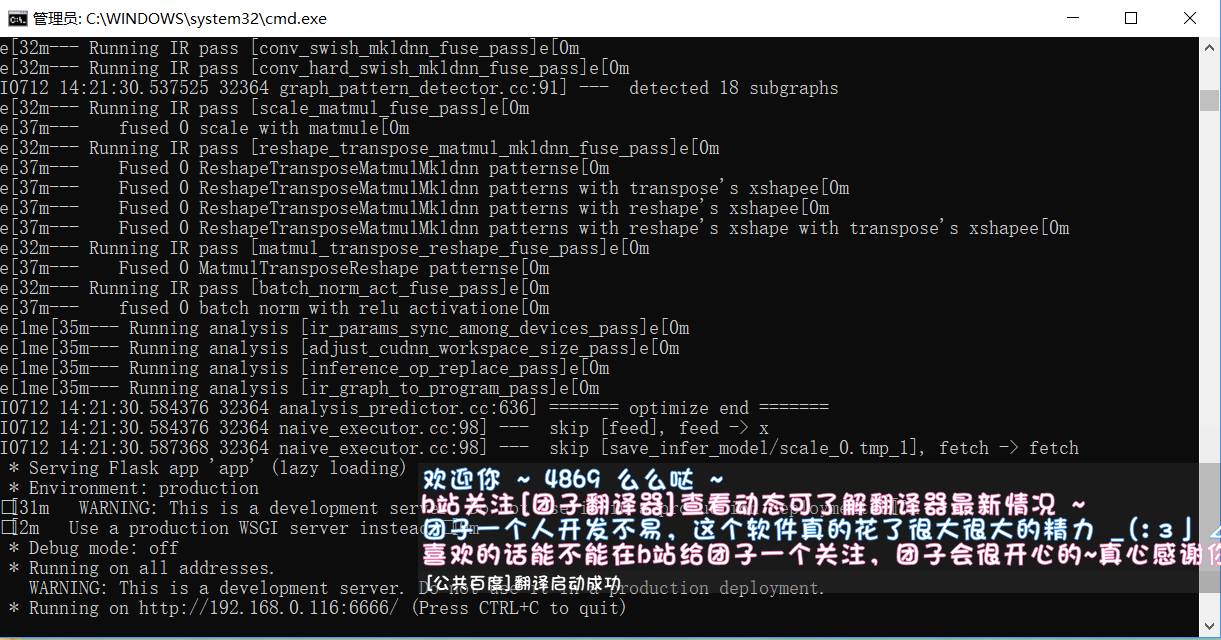 管理员: C:\WINDOWS\system32\cmd.exe
e[32m--- Running IR pass [conv_swish_mkldnn_fuse_pass]e[0m
e[32m--- Running IR pass [conv_hard_swish_mkldnn_fuse_pass]e[0m
I0712 14:21:30.537525 32364 graph_pattern_detector.cc:91] ---  detected 18 subgraphs
e[32m--- Running IR pass [scale_matmul_fuse_pass]e[0m
e[37m---    fused 0 scale with matmule[0m
e[32m--- Running IR pass [reshape_transpose_matmul_mkldnn_fuse_pass]e[0m
e[37m---    Fused 0 ReshapeTransposeMatmulMkldnn patternse[0m
e[37m---    Fused 0 ReshapeTransposeMatmulMkldnn patterns with transpose's xshapee[0m
e[37m---    Fused 0 ReshapeTransposeMatmulMkldnn patterns with reshape's xshapee[0m
e[37m---    Fused 0 ReshapeTransposeMatmulMkldnn patterns with reshape's xshape with transpose's xshapee[0m
e[32m--- Running IR pass [matmul_transpose_reshape_fuse_pass]e[0m
e[37m---    Fused 0 MatmulTransposeReshape patternse[0m
e[32m--- Running IR pass [batch_norm_act_fuse_pass]e[0m
e[37m---    fused 0 batch norm with relu activatione[0m
e[1me[35m--- Running analysis [ir_params_sync_among_devices_pass]e[0m
e[1me[35m--- Running analysis [adjust_cudnn_workspace_size_pass]e[0m
e[1me[35m--- Running analysis [inference_op_replace_pass]e[0m
e[1me[35m--- Running analysis [ir_graph_to_program_pass]e[0m
I0712 14:21:30.584376 32364 analysis_predictor.cc:636] ======= optimize end =======
I0712 14:21:30.584376 32364 naive_executor.cc:98] ---  skip [feed], feed -> x
I0712 14:21:30.587368 32364 naive_executor.cc:98] ---  skip [save_infer_model/scale_0.tmp_1], fetch -> fetch
* Serving Flask app 'app' (lazy loading)
* Environment: production
[31m   WARNING: This is a development ser
[2m   Use a production WSGI server instead
* Debug mode: off
* Running on all addresses.
WARNING: This is a development server. Do not use it in a production deployment.
* Running on http://192.168.0.116:6666/ (Press CTRL+C to quit)
欢迎你 ~ 4869 么么哒 ~
b站关注[团子翻译器]查看动态可了解翻译器最新情况 ~
团子一个人开发不易，这个软件真的花了很大很大的精力 _(:з」∠
喜欢的话能不能在b站给团子一个关注，团子会很开心的~真心感谢你
[公共百度]翻译启动成功